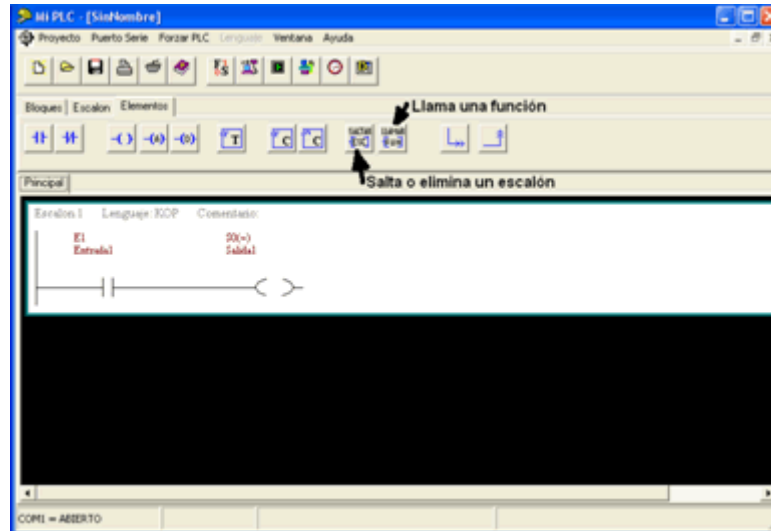 Mi PLC - [SinNombre]
Proyecto Puerto Serie Forzar PLC Lenguaje Ventana Ayuda
Bloques Escalon Elementos
Llama una función
T C C SALTAR
Salta o elimina un escalón
Principal
Escalon 1 Lenguaje: KOP Comentario:
E1 S0(~)
Entrada1 Salida1
COM1 = ABIERTO